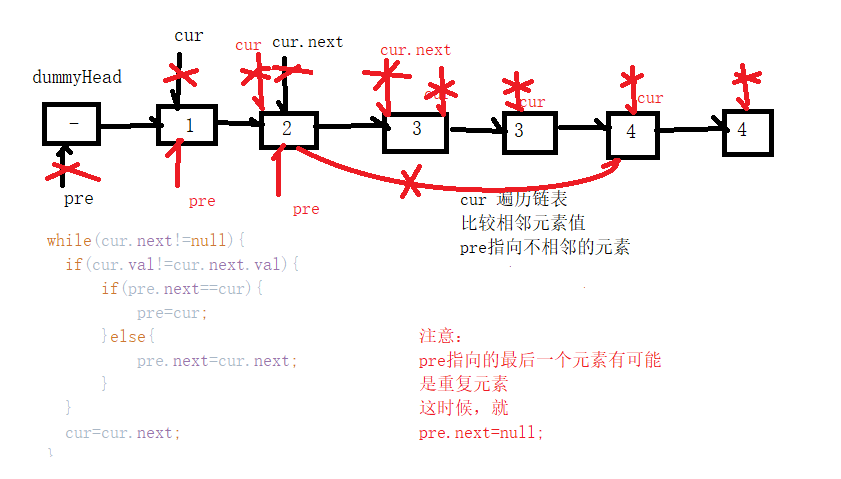 cur
cur
cur.next
cur.next
dummyHead
cur
cur
-
1
2
3
3
4
4
pre
pre
pre
cur 遍历链表
比较相邻元素值
pre指向不相邻的元素
while(cur.next!=null){
if(cur.val!=cur.next.val){
if(pre.next==cur){
pre=cur;
}else{
pre.next=cur.next;
}
}
cur=cur.next;
}
注意:
pre指向的最后一个元素有可能
是重复元素
这时候，就
pre.next=null;